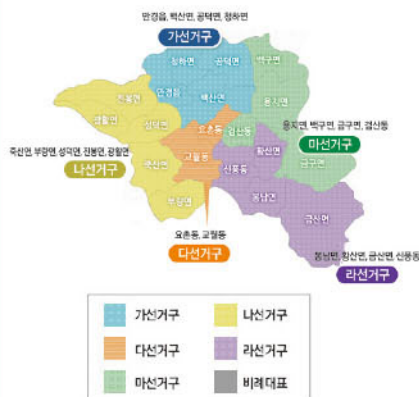 만경읍, 백산면, 공덕면, 청하면
가선거구
청하면
공덕면
백구면
만경읍
백산면
용지면
진봉면
광활면
성덕면
요촌동
검산동
용지면, 백구면, 금구면, 검산동
마선거구
죽산면, 부량면, 성덕면, 진봉면, 광활면
나선거구
죽산면
교월동
신풍동
황산면
금구면
부량면
봉남면
금산면
요촌동, 교월동
다선거구
봉남면, 황산면, 금산면, 신풍동
라선거구
가선거구
나선거구
다선거구
라선거구
마선거구
비례대표